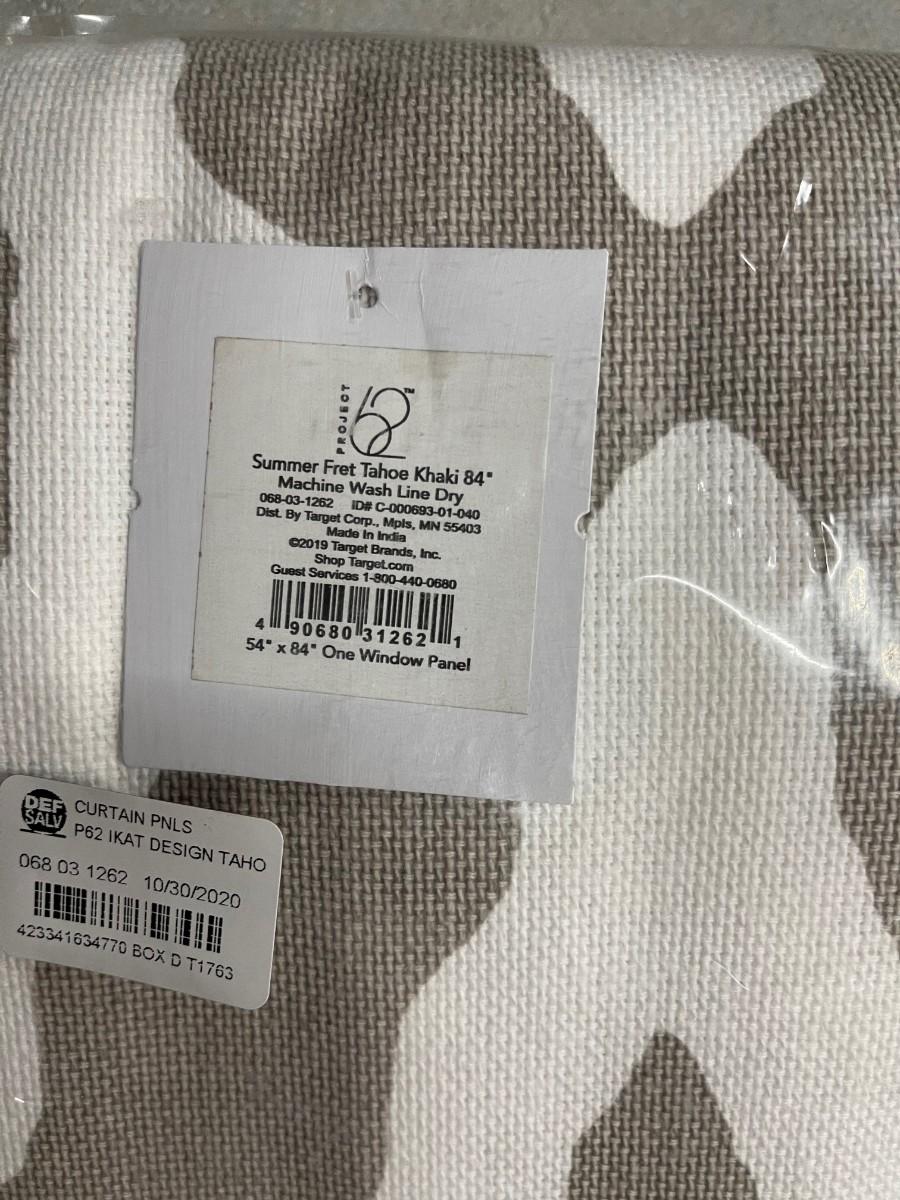 PROJECT 62™
Summer Fret Tahoe Khaki 84"
Machine Wash Line Dry
068-03-1262 ID# C-000693-01-040
Dist. By Target Corp., Mpls, MN 55403
Made In India
©2019 Target Brands, Inc.
Shop Target.com
Guest Services 1-800-440-0680
4 90680 31262 1
54" x 84" One Window Panel
DEF
SALV
CURTAIN PNLS
P62 IKAT DESIGN TAHO
068 03 1262 10/30/2020
423341634770 BOX D T1763